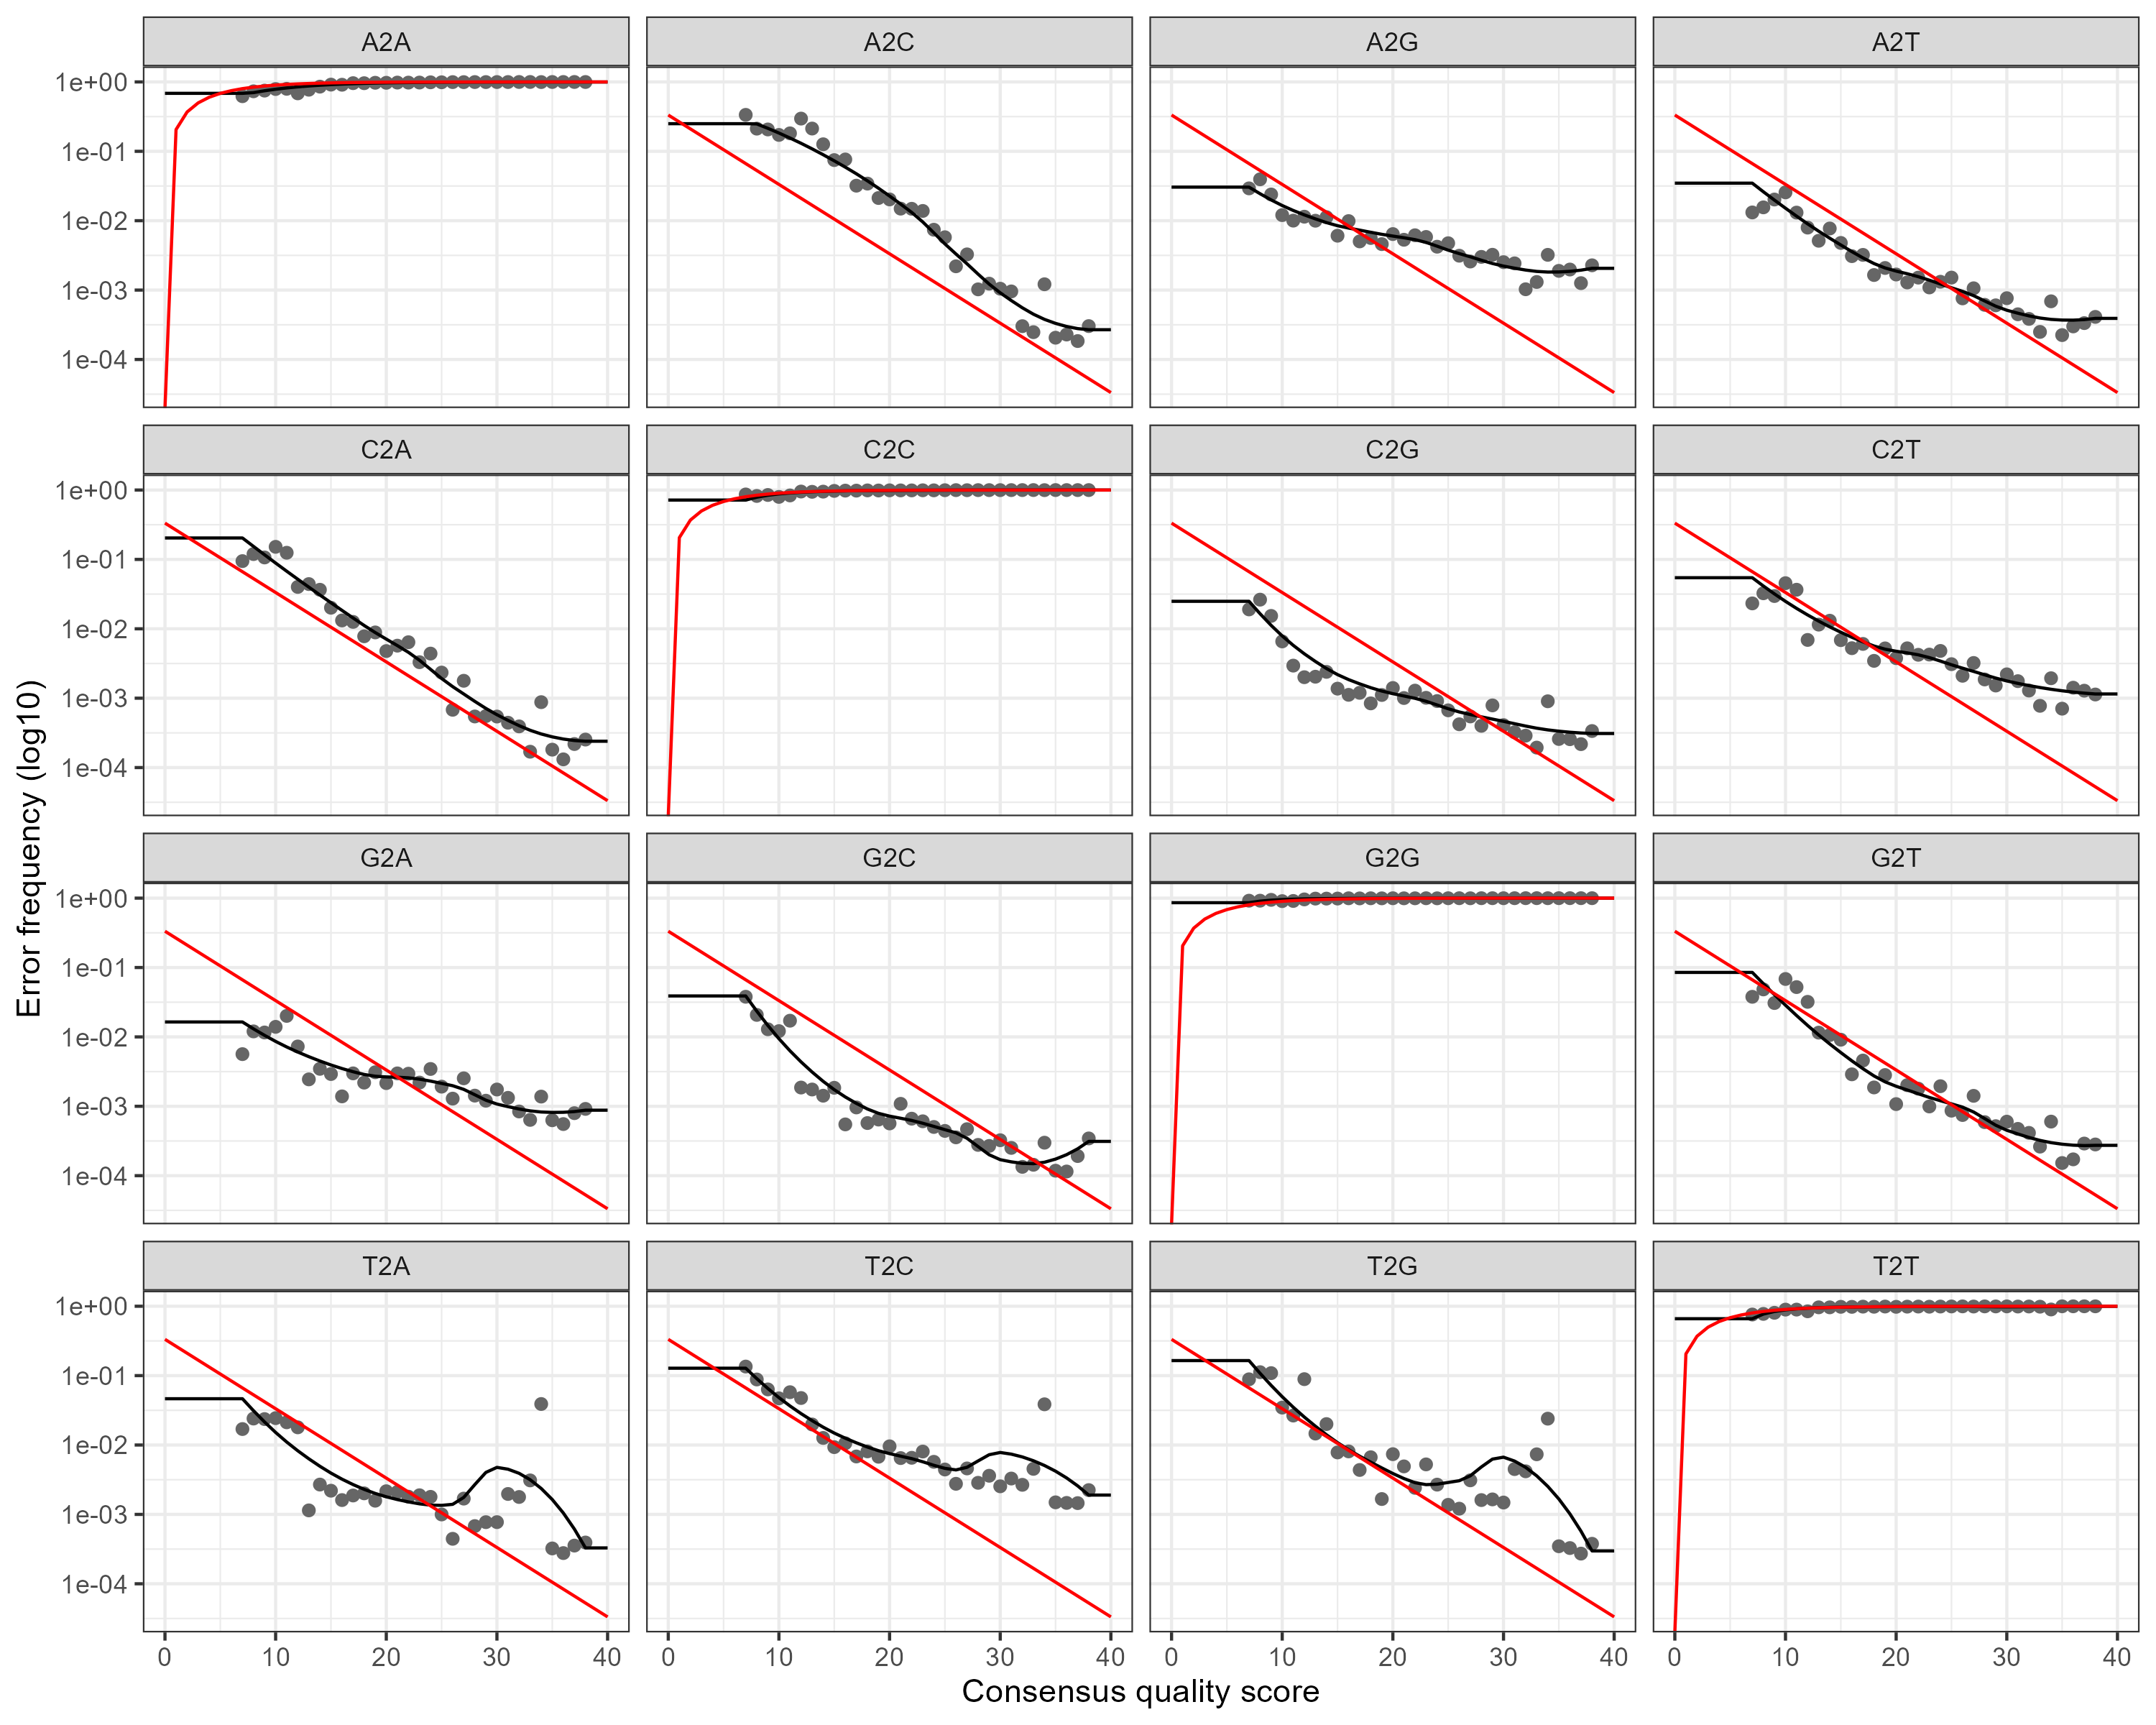 A2A A2C A2G A2T
1e+00
1e-01
1e-02
1e-03
1e-04
C2A C2C C2G C2T
1e+00
1e-01
1e-02
1e-03
1e-04
G2A G2C G2G G2T
1e+00
1e-01
1e-02
1e-03
1e-04
T2A T2C T2G T2T
1e+00
1e-01
1e-02
1e-03
1e-04
0 10 20 30 40 0 10 20 30 40 0 10 20 30 40 0 10 20 30 40
Consensus quality score
Error frequency (log10)